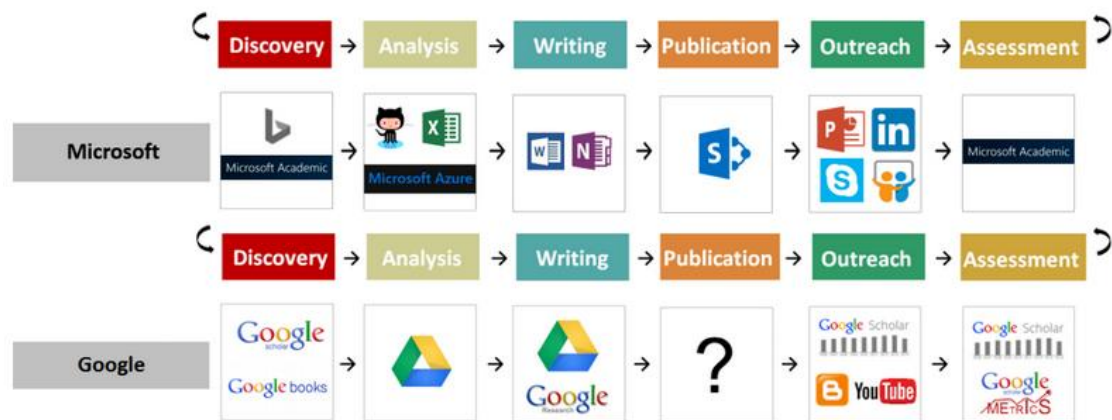 Discovery → Analysis → Writing → Publication → Outreach → Assessment
Microsoft
Microsoft Academic
X
Microsoft Azure
W
N
S
P
in
S
Microsoft Academic
Discovery → Analysis → Writing → Publication → Outreach → Assessment
Google
Google
scholar
Google books
Google
Research
?
Google Scholar
B YouTube
Google Scholar
Google
scholar
METRICS